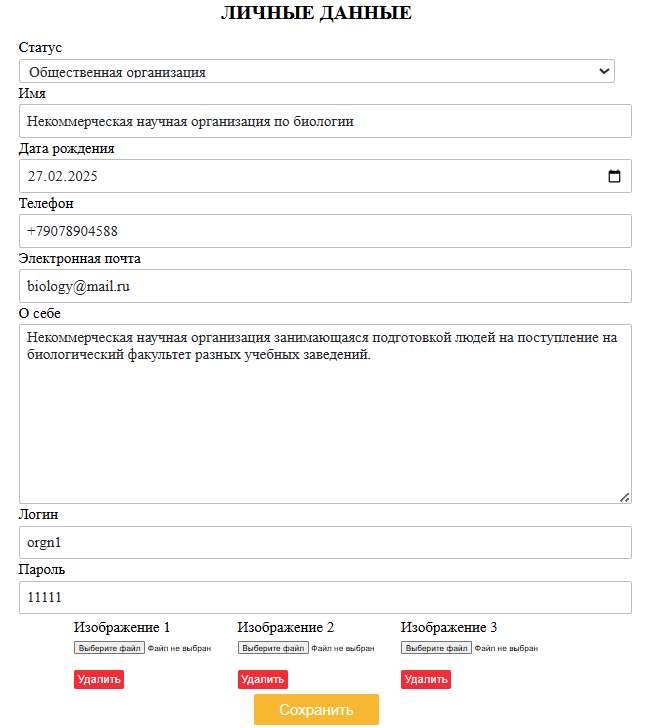 ЛИЧНЫЕ ДАННЫЕ
Статус
Общественная организация
Имя
Некоммерческая научная организация по биологии
Дата рождения
27.02.2025
Телефон
+79078904588
Электронная почта
biology@mail.ru
О себе
Некоммерческая научная организация занимающаяся подготовкой людей на поступление на
биологический факультет разных учебных заведений.
Логин
orgn1
Пароль
11111
Изображение 1 Изображение 2 Изображение 3
Выберите файл Файл не выбран Выберите файл Файл не выбран Выберите файл Файл не выбран
Удалить Удалить Удалить
Сохранить